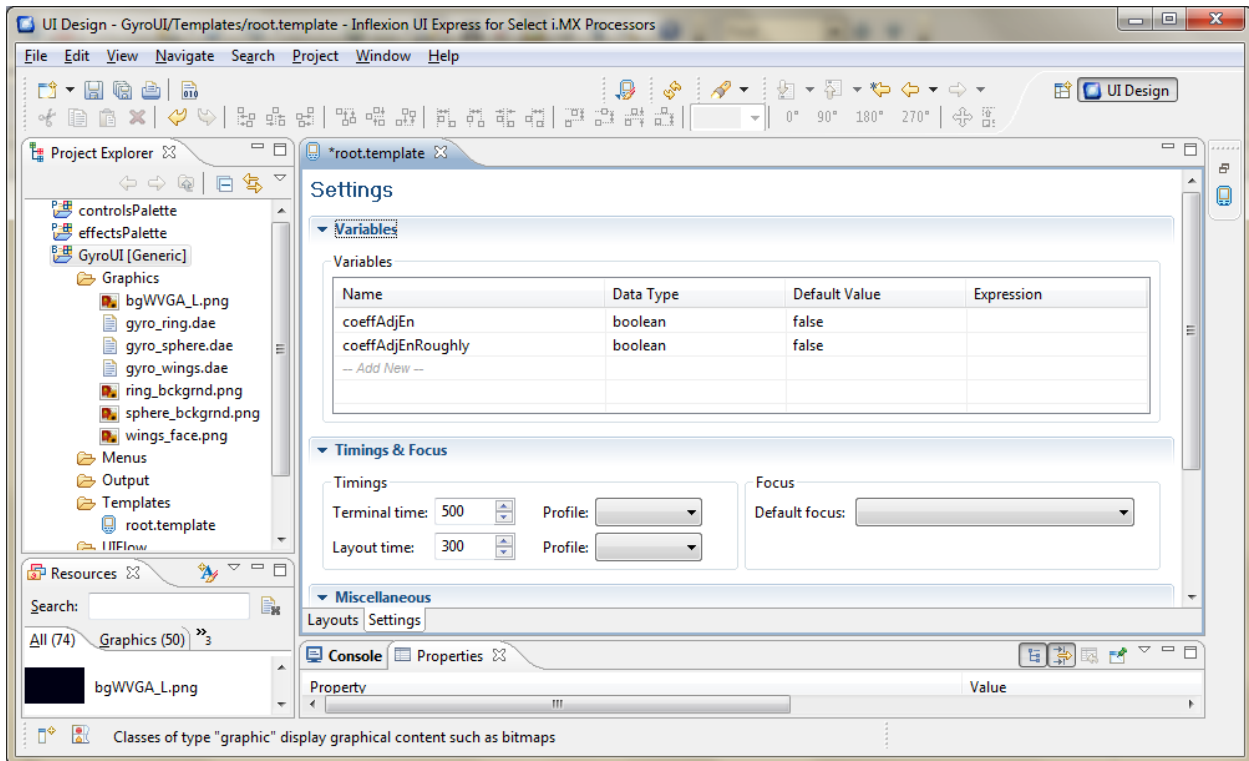 UI Design - GyroUI/Templates/root.template - Inflexion UI Express for Select i.MX Processors
File Edit View Navigate Search Project Window Help
010
UI Design
0° 90° 180° 270°
Project Explorer
controlsPalette
effectsPalette
GyroUI [Generic]
Graphics
bgWVGA_L.png
gyro_ring.dae
gyro_sphere.dae
gyro_wings.dae
ring_bckgrnd.png
sphere_bckgrnd.png
wings_face.png
Menus
Output
Templates
root.template
UIFlow
Resources
Search:
All (74) Graphics (50) »3
bgWVGA_L.png
*root.template
Settings
Variables
Variables
Name Data Type Default Value Expression
coeffAdjEn boolean false
coeffAdjEnRoughly boolean false
-- Add New --
Timings & Focus
Timings
Terminal time: 500 Profile:
Layout time: 300 Profile:
Focus
Default focus:
Miscellaneous
Layouts Settings
Console Properties
Property Value
Classes of type "graphic" display graphical content such as bitmaps